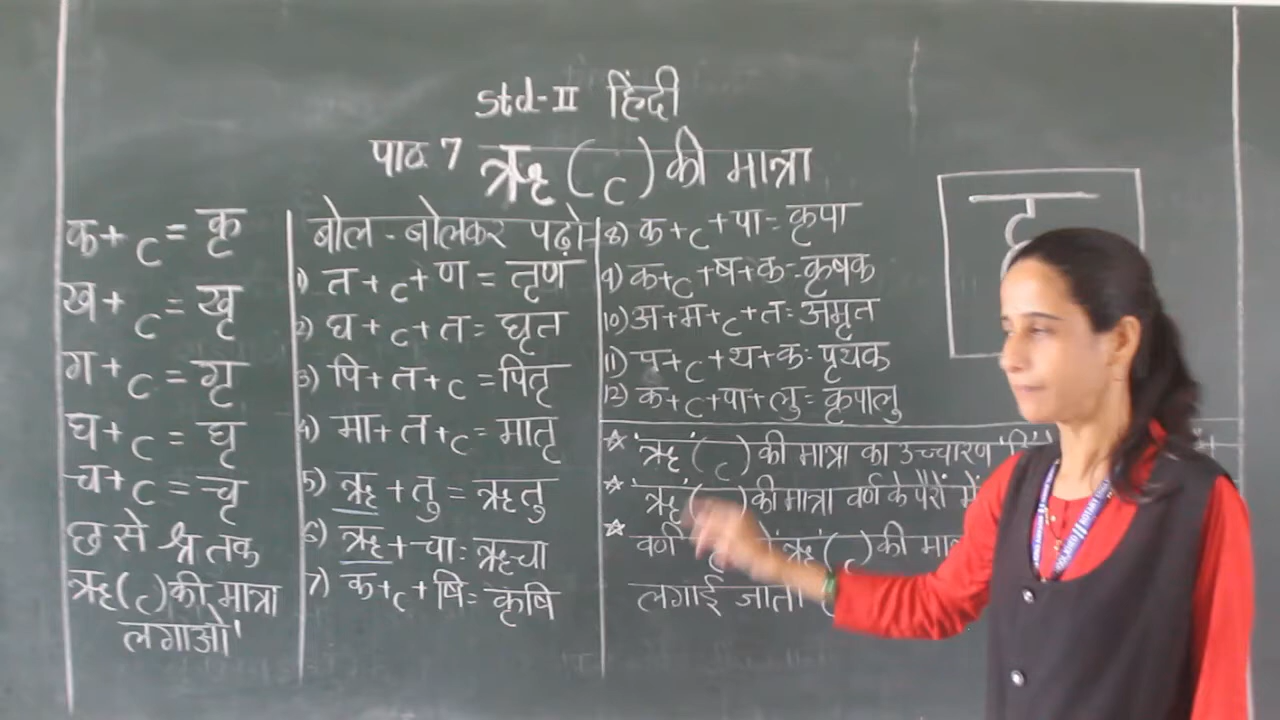 Std-II हिंदी
पाठ 7 ऋ ( ृ ) की मात्रा
क + ृ = कृ
ख + ृ = खृ
ग + ृ = गृ
घ + ृ = घृ
च + ृ = चृ
छ से श्र तक
ऋ ( ृ ) की मात्रा
लगाओ
बोल - बोलकर पढ़ो -
1) त + ृ + ण = तृण
2) घ + ृ + त = घृत
3) पि + त + ृ = पितृ
4) मा + त + ृ = मातृ
5) ऋ + तु = ऋतु
6) ऋ + चा = ऋचा
7) क + ृ + षि = कृषि
8) क + ृ + पा = कृपा
9) क + ृ + ष + क = कृषक
10) अ + म + ृ + त = अमृत
11) प + ृ + थ + क = पृथक
12) क + ृ + पा + लु = कृपालु
☆ 'ऋ' ( ृ ) की मात्रा का उच्चारण
☆ 'ऋ' ( ृ ) की मात्रा वर्ण के पैरों में
☆ वर्ण 'ऋ' ( ृ ) की
लगाई जाती